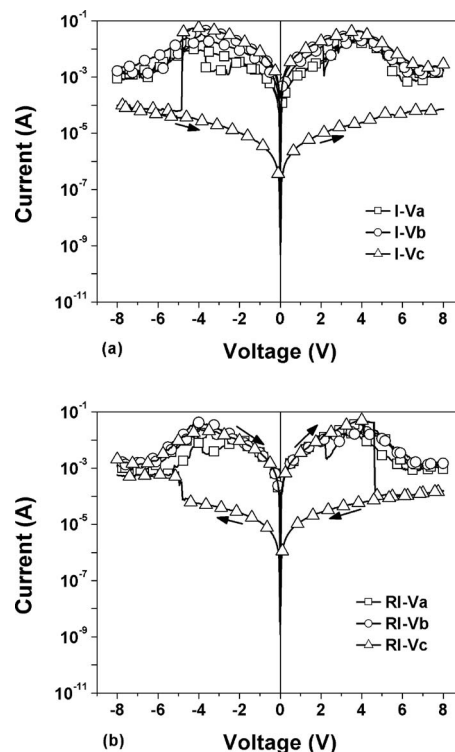 10⁻¹
10⁻³
10⁻⁵
10⁻⁷
10⁻⁹
10⁻¹¹
Current (A)
I-Va
I-Vb
I-Vc
-8 -6 -4 -2 0 2 4 6 8
(a) Voltage (V)
10⁻¹
10⁻³
10⁻⁵
10⁻⁷
10⁻⁹
10⁻¹¹
Current (A)
RI-Va
RI-Vb
RI-Vc
-8 -6 -4 -2 0 2 4 6 8
(b) Voltage (V)